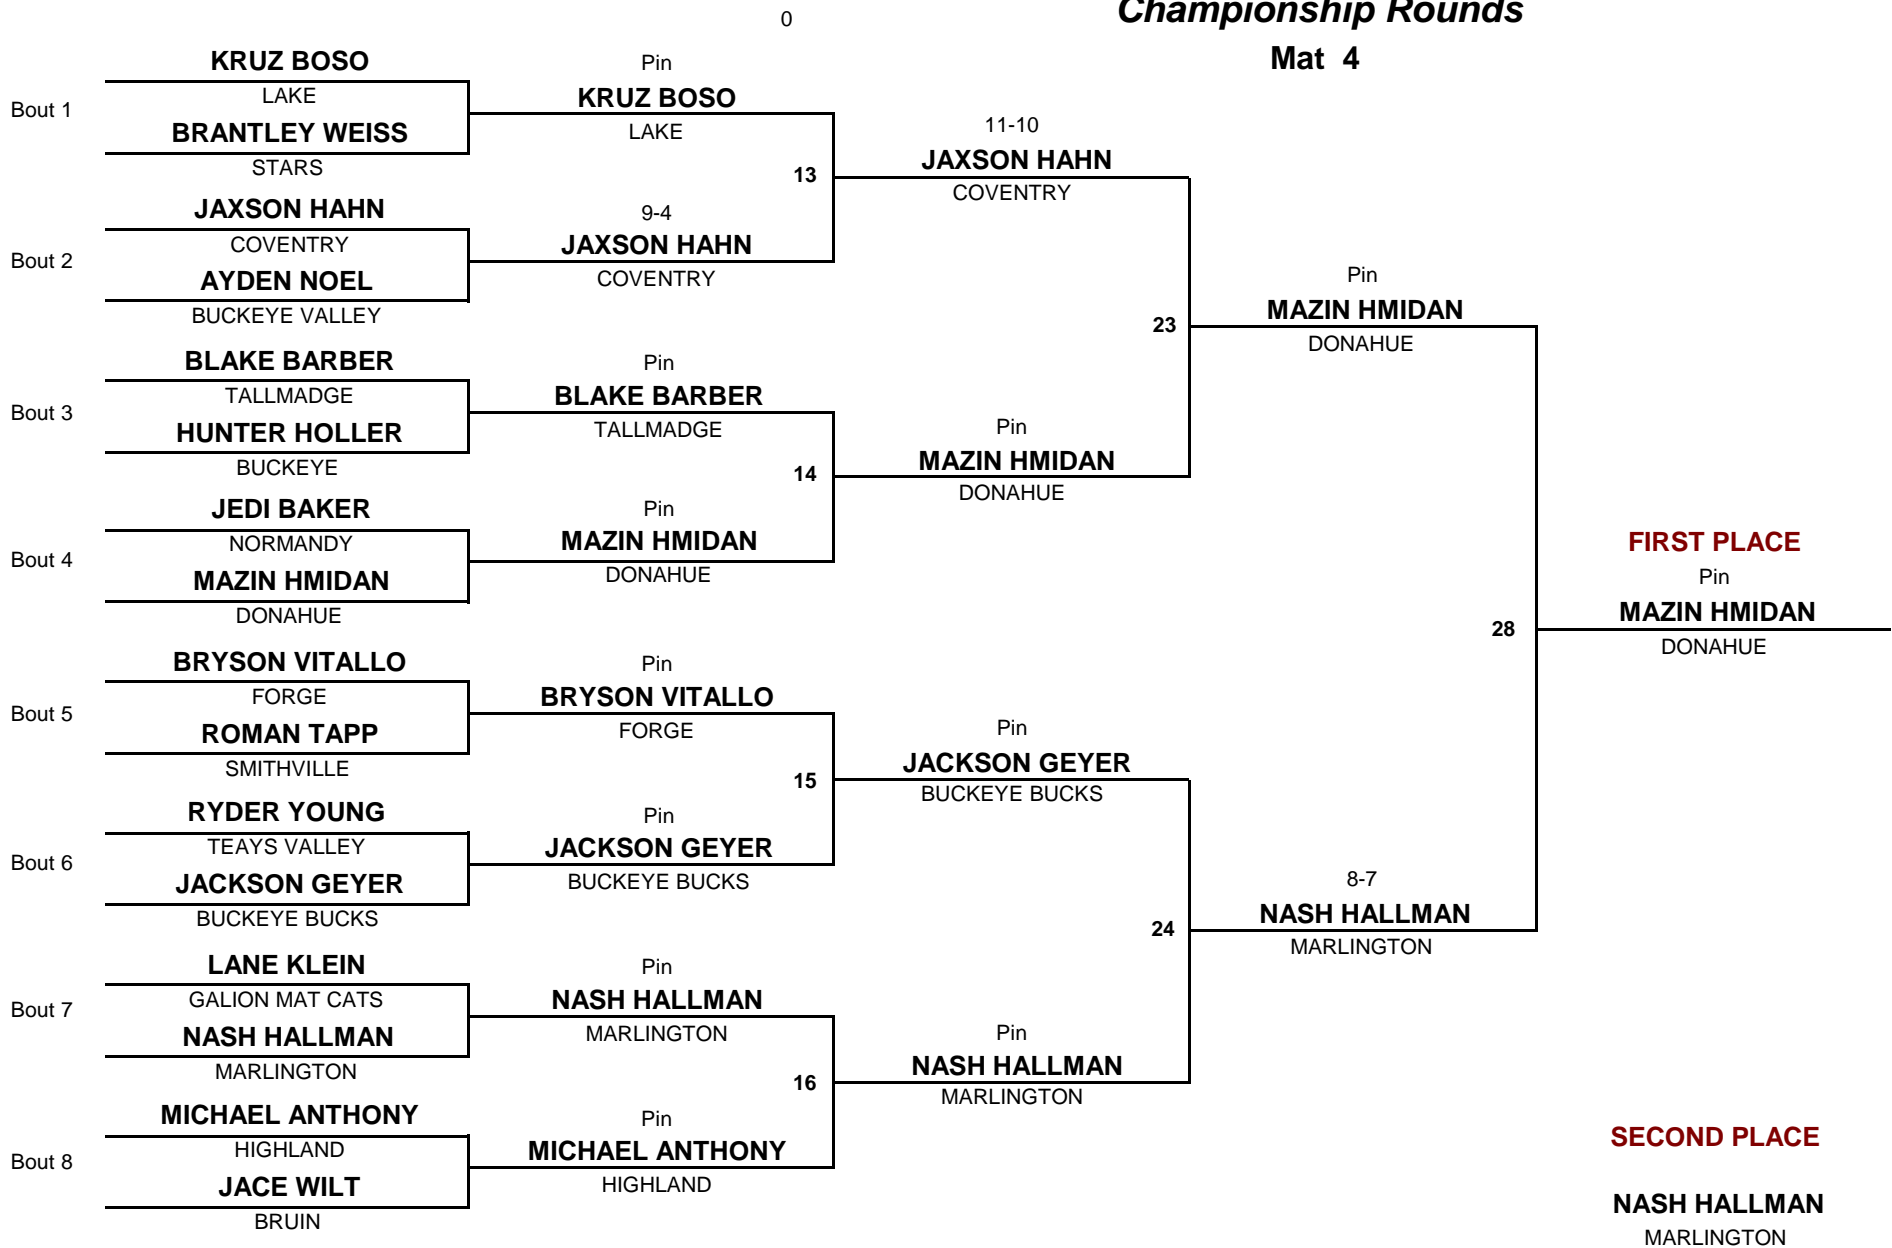 0
Championship Rounds
Mat 4
KRUZ BOSO
LAKE
Bout 1
BRANTLEY WEISS
STARS
JAXSON HAHN
COVENTRY
Bout 2
AYDEN NOEL
BUCKEYE VALLEY
BLAKE BARBER
TALLMADGE
Bout 3
HUNTER HOLLER
BUCKEYE
JEDI BAKER
NORMANDY
Bout 4
MAZIN HMIDAN
DONAHUE
BRYSON VITALLO
FORGE
Bout 5
ROMAN TAPP
SMITHVILLE
RYDER YOUNG
TEAYS VALLEY
Bout 6
JACKSON GEYER
BUCKEYE BUCKS
LANE KLEIN
GALION MAT CATS
Bout 7
NASH HALLMAN
MARLINGTON
MICHAEL ANTHONY
HIGHLAND
Bout 8
JACE WILT
BRUIN
Pin
KRUZ BOSO
LAKE
13
9-4
JAXSON HAHN
COVENTRY
Pin
BLAKE BARBER
TALLMADGE
14
Pin
MAZIN HMIDAN
DONAHUE
Pin
BRYSON VITALLO
FORGE
15
Pin
JACKSON GEYER
BUCKEYE BUCKS
Pin
NASH HALLMAN
MARLINGTON
16
Pin
MICHAEL ANTHONY
HIGHLAND
11-10
JAXSON HAHN
COVENTRY
23
Pin
MAZIN HMIDAN
DONAHUE
Pin
JACKSON GEYER
BUCKEYE BUCKS
24
Pin
NASH HALLMAN
MARLINGTON
Pin
MAZIN HMIDAN
DONAHUE
28
8-7
NASH HALLMAN
MARLINGTON
FIRST PLACE
Pin
MAZIN HMIDAN
DONAHUE
SECOND PLACE
NASH HALLMAN
MARLINGTON